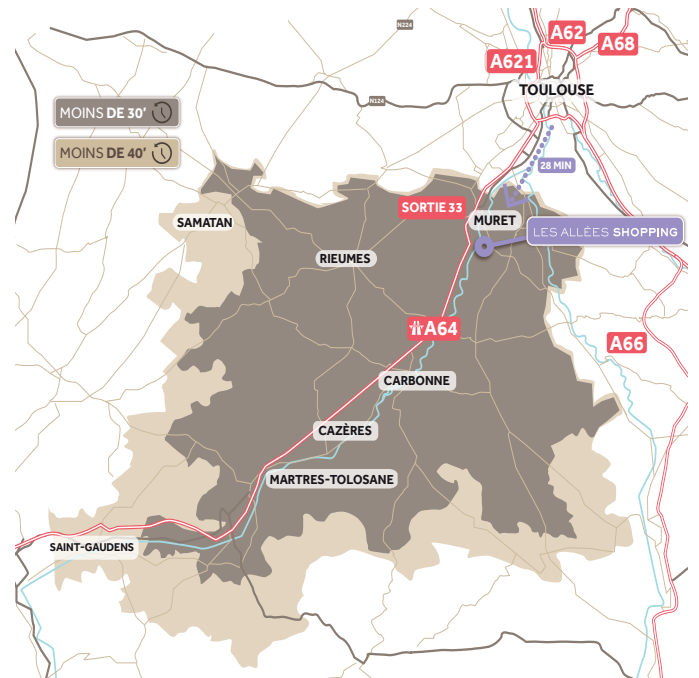 N224
A62
A68
A621
TOULOUSE
N124
MOINS DE 30'
MOINS DE 40'
28 MIN
SORTIE 33
SAMATAN
MURET
LES ALLÉES SHOPPING
RIEUMES
A64
A66
CARBONNE
CAZÈRES
MARTRES-TOLOSANE
SAINT-GAUDENS